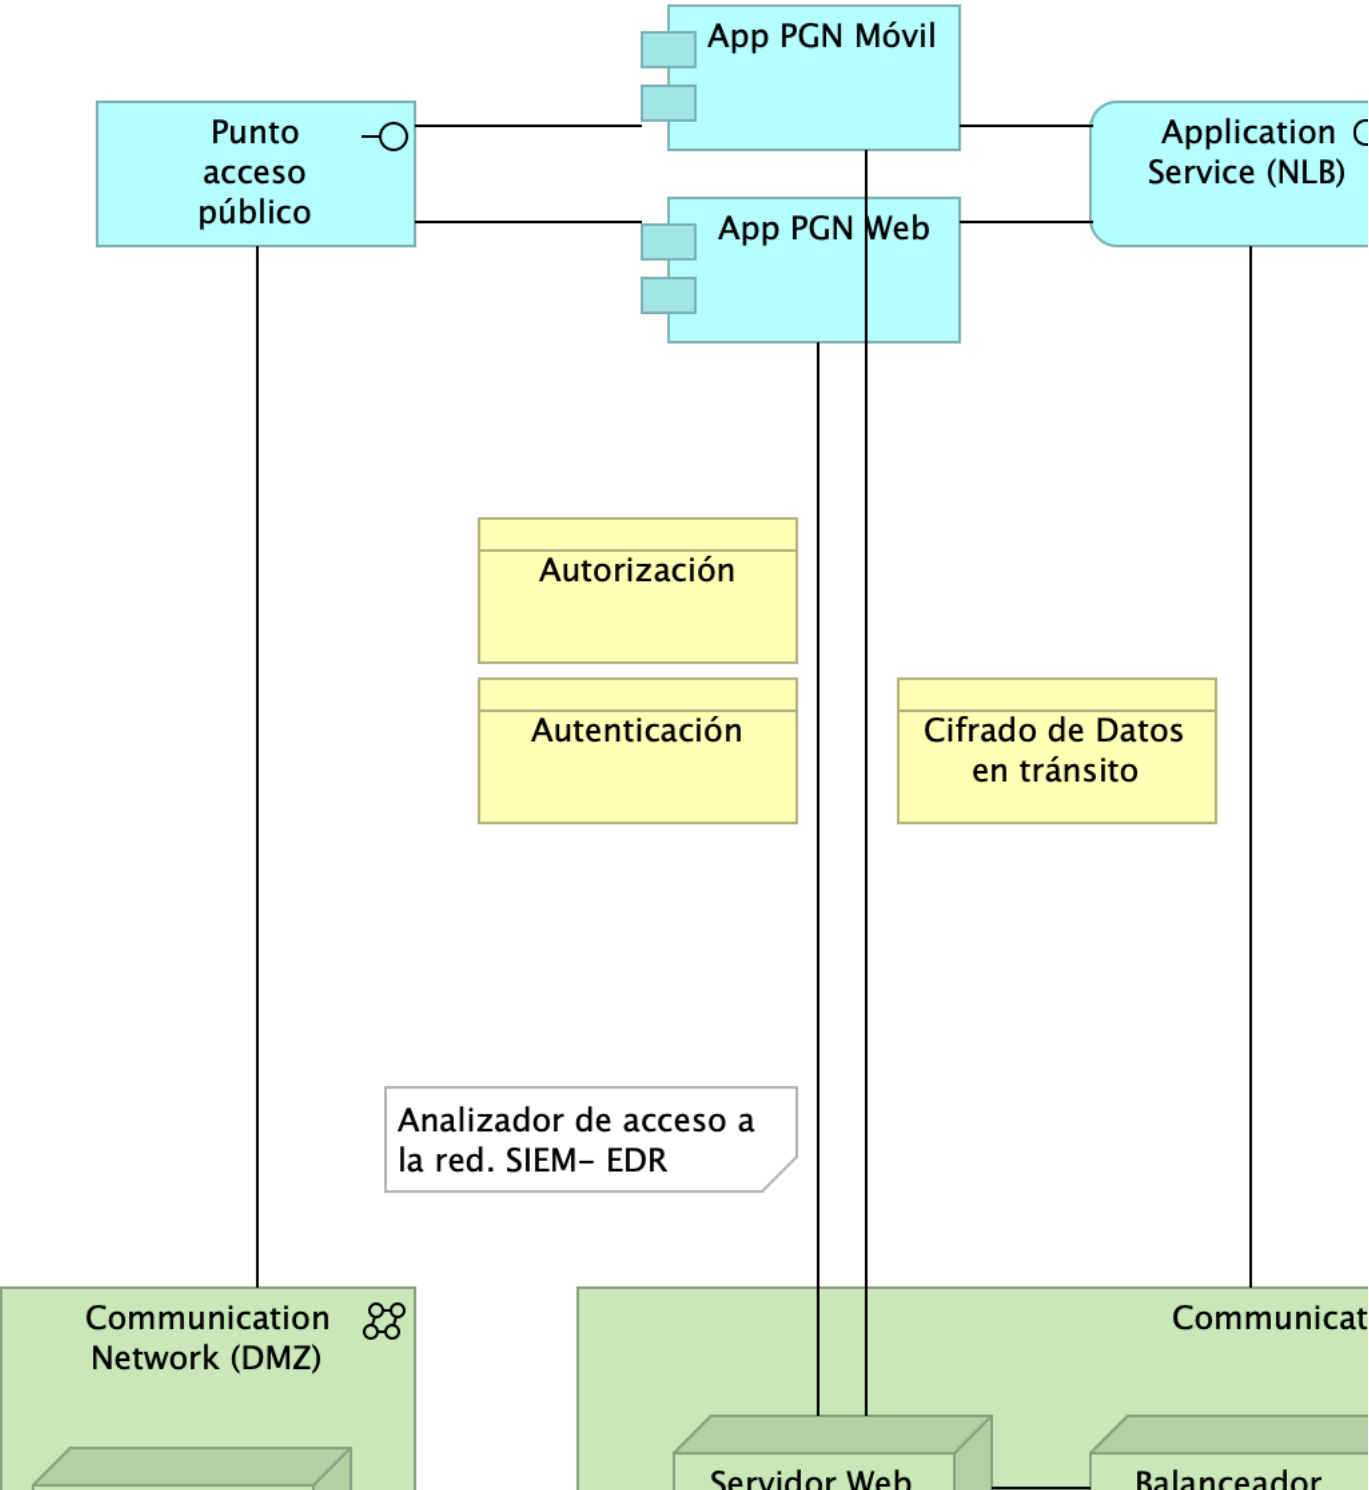 App PGN Móvil
Punto
acceso
público
Application
Service (NLB)
App PGN Web
Autorización
Autenticación
Cifrado de Datos
en tránsito
Analizador de acceso a
la red. SIEM– EDR
Communication
Network (DMZ)
Communicat
Servidor Web
Balanceador